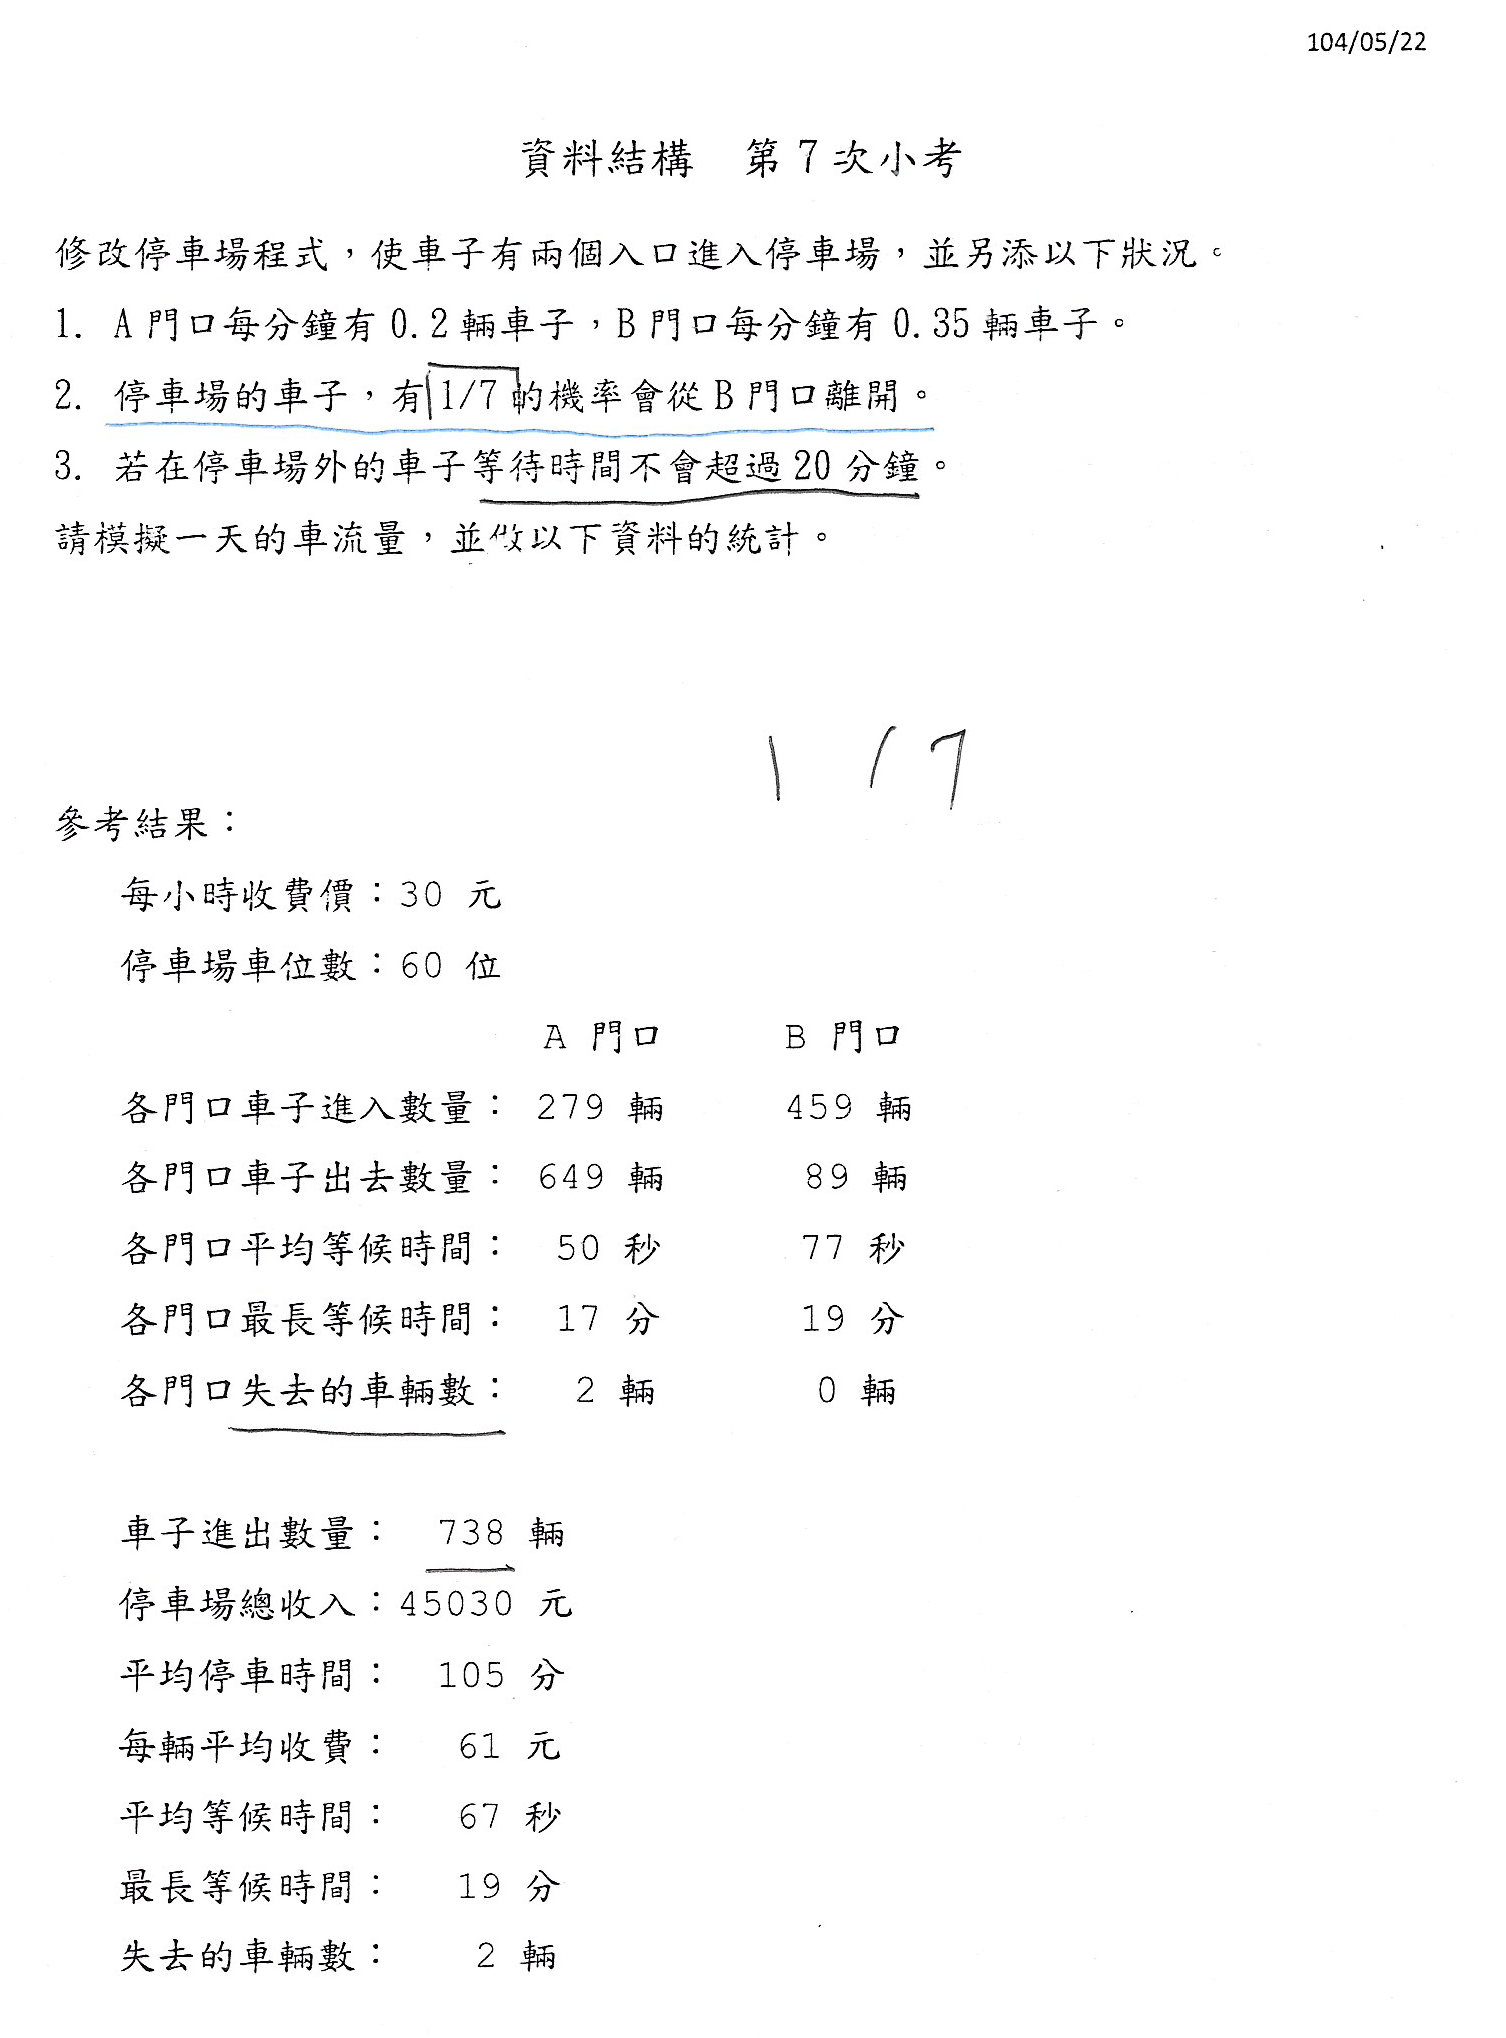 104/05/22
資料結構　第 7 次小考
修改停車場程式，使車子有兩個入口進入停車場，並另添以下狀況。
1. A 門口每分鐘有 0.2 輛車子，B 門口每分鐘有 0.35 輛車子。
2. 停車場的車子，有 1/7 的機率會從 B 門口離開。
3. 若在停車場外的車子等待時間不會超過 20 分鐘。
請模擬一天的車流量，並做以下資料的統計。
1 / 7
參考結果：
每小時收費價：30 元
停車場車位數：60 位
A 門口 B 門口
各門口車子進入數量： 279 輛 459 輛
各門口車子出去數量： 649 輛 89 輛
各門口平均等候時間： 50 秒 77 秒
各門口最長等候時間： 17 分 19 分
各門口失去的車輛數： 2 輛 0 輛
車子進出數量： 738 輛
停車場總收入：45030 元
平均停車時間： 105 分
每輛平均收費： 61 元
平均等候時間： 67 秒
最長等候時間： 19 分
失去的車輛數： 2 輛